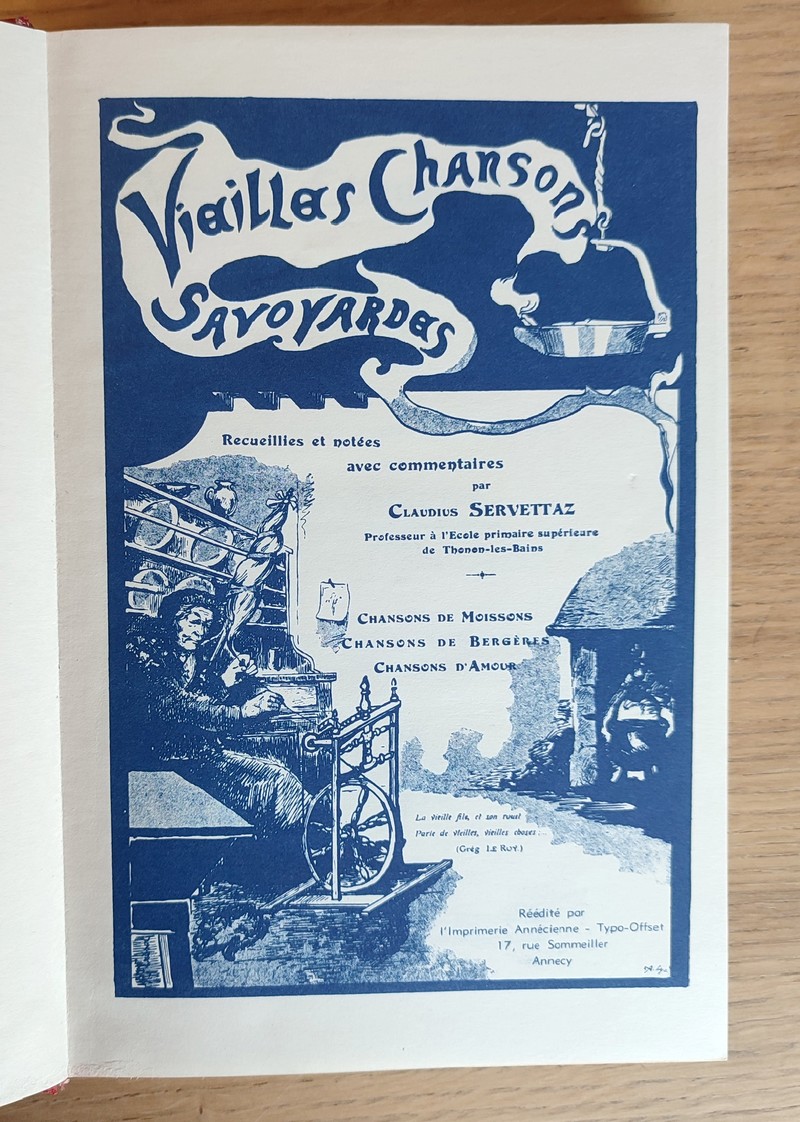 Vieilles Chansons
SAVOYARDES
Recueillies et notées
avec commentaires
par
CLAUDIUS SERVETTAZ
Professeur à l'Ecole primaire supérieure
de Thonon-les-Bains
CHANSONS DE MOISSONS
CHANSONS DE BERGÈRES
CHANSONS D'AMOUR
La vieille file, et son rouet
Parle de vieilles, vieilles choses...
(Grég LE ROY.)
Réédité par
l'Imprimerie Annécienne - Typo-Offset
17, rue Sommeiller
Annecy